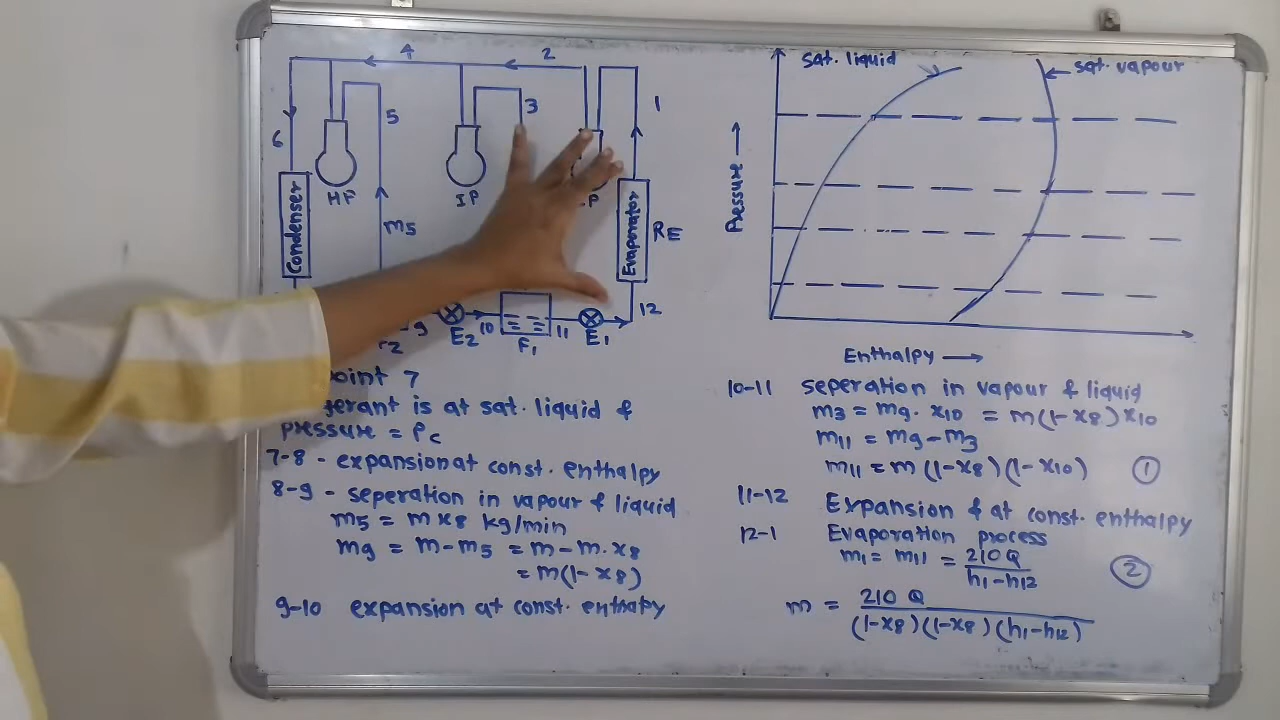 4
2
3
1
5
6
HP
IP
P
Condenser
Evaporator
RE
m5
12
9
E2
10
F1
11
E1
oint 7
gerant is at sat. liquid &
pressure = Pc
7-8 - expansion at const. enthalpy
8-9 - seperation in vapour & liquid
m5 = m x8 kg/min
m9 = m - m5 = m - m. x8
= m(1-x8)
9-10 expansion at const. enthapy
sat. liquid
sat. vapour
Pressure →
Enthalpy →
10-11 seperation in vapour & liquid
m3 = m9. x10 = m(1-x8) x10
m11 = m9 - m3
m11 = m(1-x8)(1-x10) 1
11-12 Expansion & at const. enthalpy
12-1 Evaporation process
m1 = m11 = 210 Q / h1-h12 2
m = 210 Q / (1-x8)(1-x8)(h1-h12)